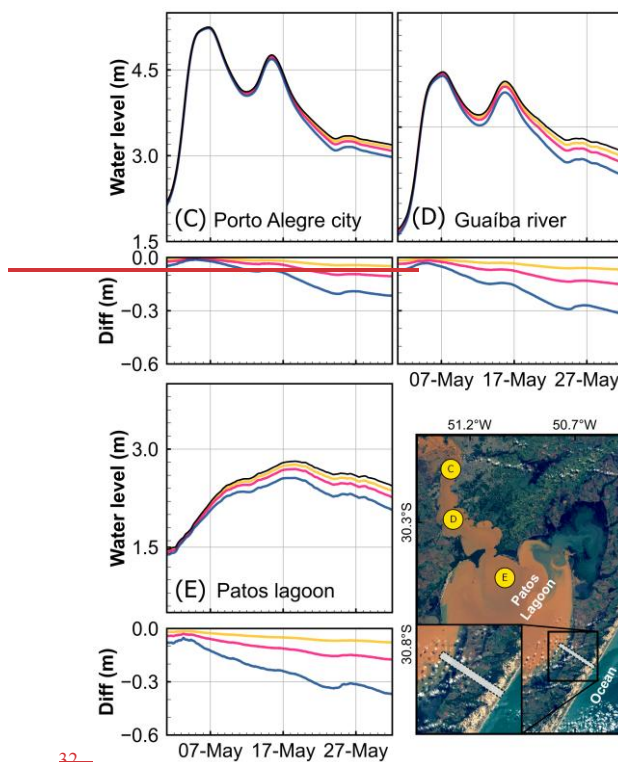 Water level (m)
4.5
3.0
1.5
(C) Porto Alegre city
(D) Guaíba river
Diff (m)
0.0
−0.3
−0.6
07-May 17-May 27-May
Water level (m)
3.0
1.5
(E) Patos lagoon
Diff (m)
0.0
−0.3
−0.6
07-May 17-May 27-May
51.2°W 50.7°W
30.3°S
30.8°S
C
D
E
Patos
Lagoon
Ocean
32